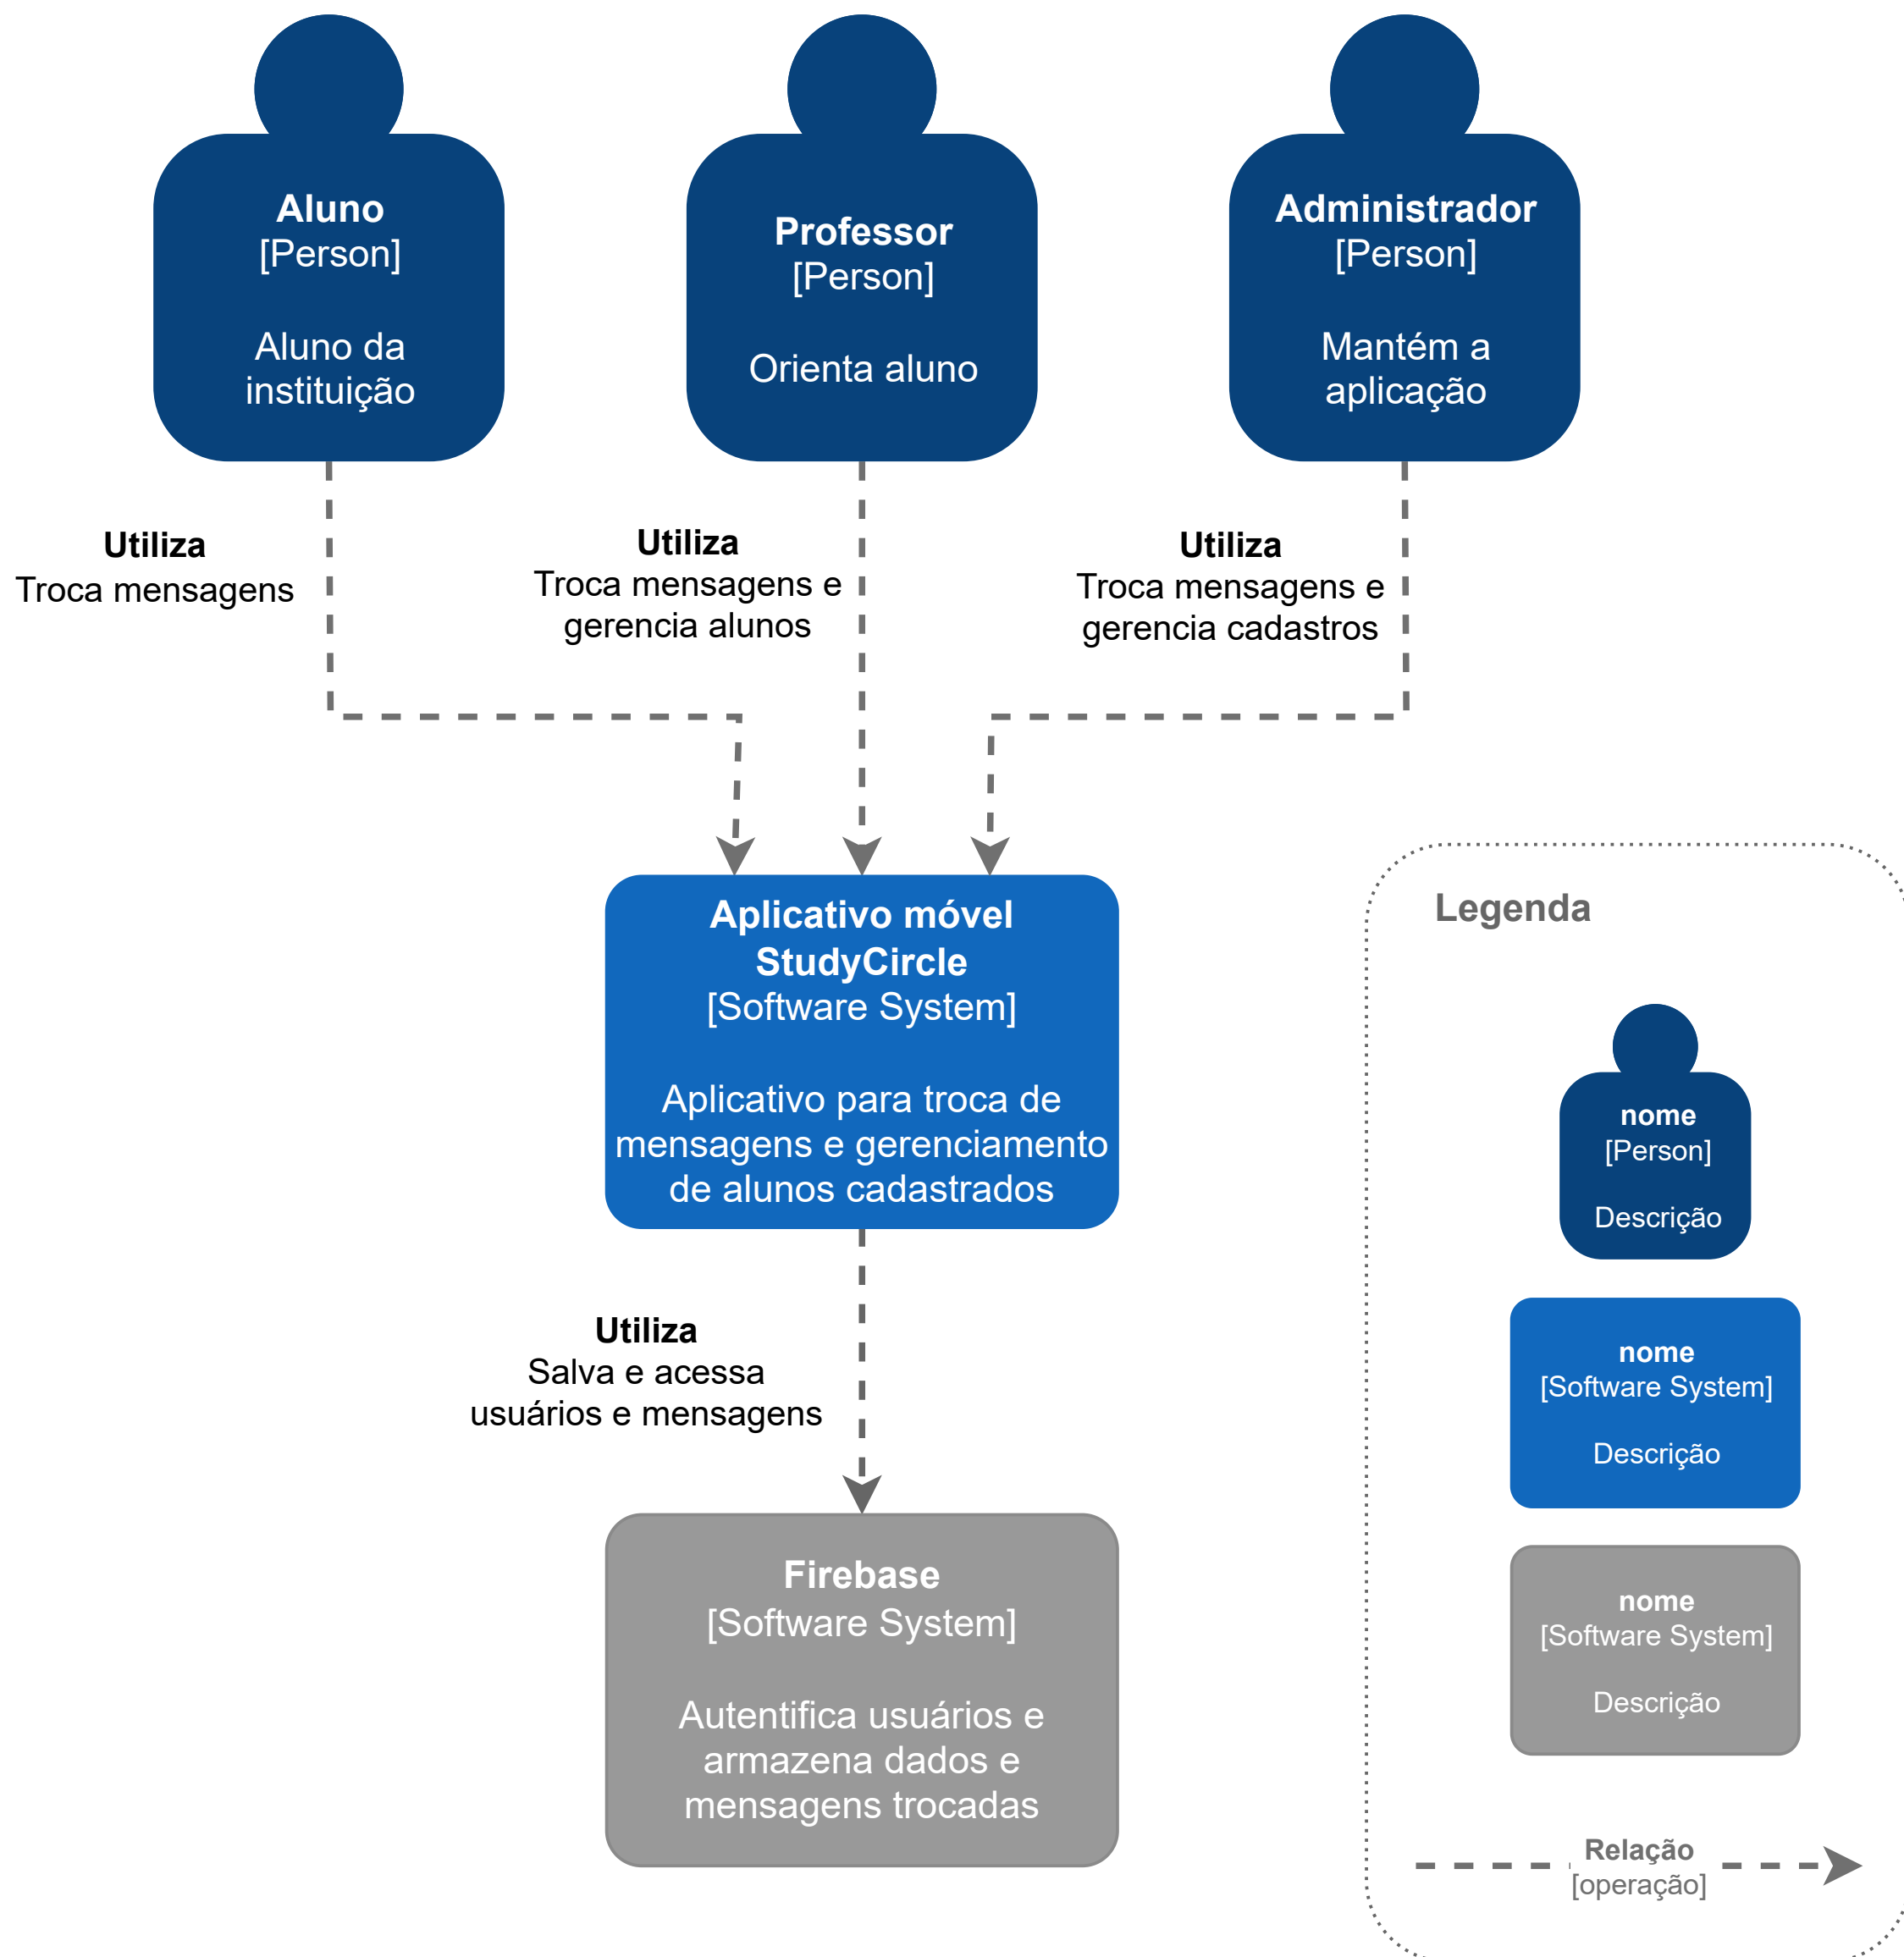 Aluno
[Person]
Aluno da
instituição
Professor
[Person]
Orienta aluno
Administrador
[Person]
Mantém a
aplicação
Utiliza
Troca mensagens
Utiliza
Troca mensagens e
gerencia alunos
Utiliza
Troca mensagens e
gerencia cadastros
Aplicativo móvel
StudyCircle
[Software System]
Aplicativo para troca de
mensagens e gerenciamento
de alunos cadastrados
Utiliza
Salva e acessa
usuários e mensagens
Firebase
[Software System]
Autentifica usuários e
armazena dados e
mensagens trocadas
Legenda
nome
[Person]
Descrição
nome
[Software System]
Descrição
nome
[Software System]
Descrição
Relação
[operação]